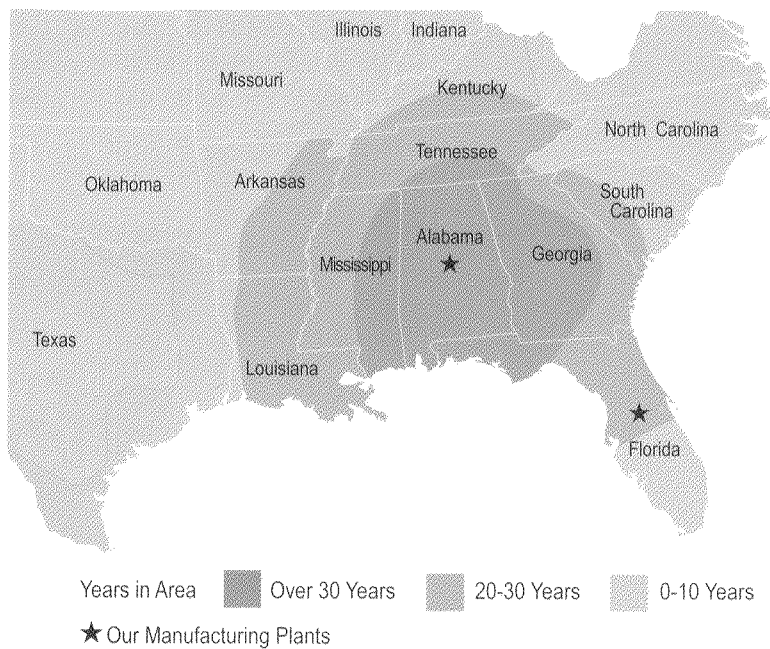 Illinois Indiana
Missouri
Kentucky
North Carolina
Tennessee
Oklahoma
Arkansas
South
Carolina
Alabama
Georgia
Mississippi
Texas
Louisiana
Florida
Years in Area Over 30 Years 20-30 Years 0-10 Years
★ Our Manufacturing Plants